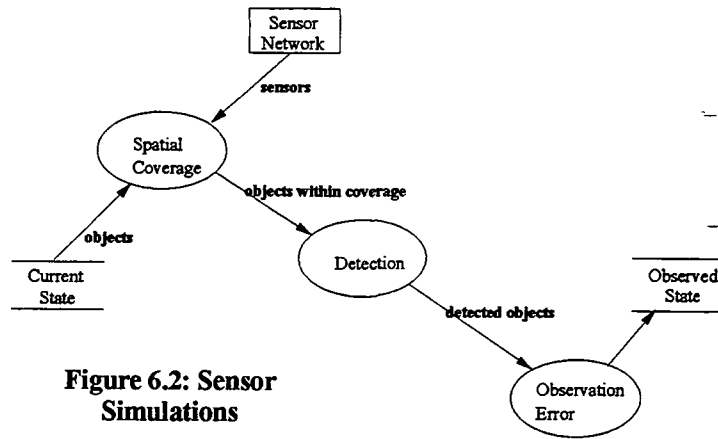 Sensor
Network
sensors
Spatial
Coverage
objects within coverage
objects
Current
State
Detection
Observed
State
detected objects
Observation
Error
Figure 6.2: Sensor
Simulations